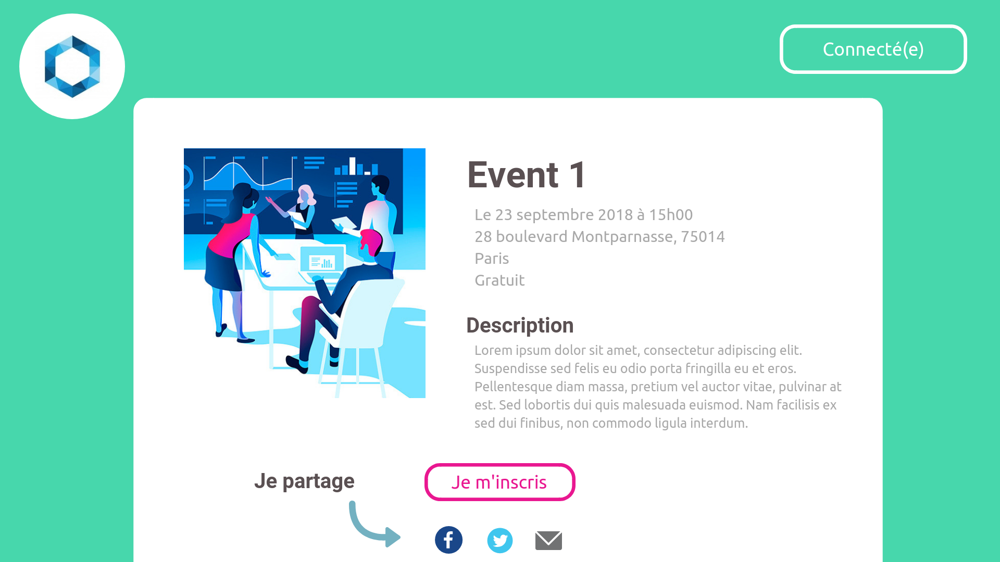 Connecté(e)
Event 1
Le 23 septembre 2018 à 15h00
28 boulevard Montparnasse, 75014
Paris
Gratuit
Description
Lorem ipsum dolor sit amet, consectetur adipiscing elit.
Suspendisse sed felis eu odio porta fringilla eu et eros.
Pellentesque diam massa, pretium vel auctor vitae, pulvinar at
est. Sed lobortis dui quis malesuada euismod. Nam facilisis ex
sed dui finibus, non commodo ligula interdum.
Je partage
Je m'inscris